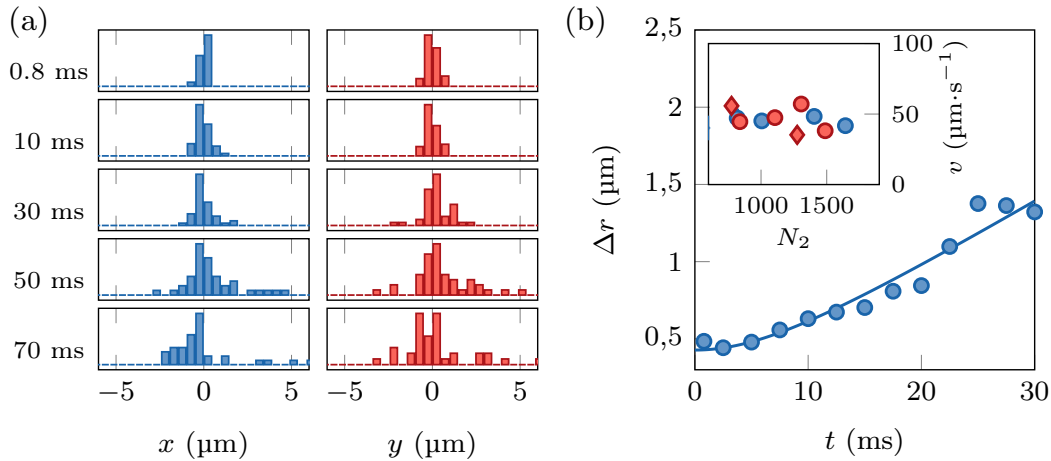 (a)
0.8 ms
10 ms
30 ms
50 ms
70 ms
−5 0 5
−5 0 5
x (µm)
y (µm)
(b)
2,5
2
1,5
1
0,5
Δr (µm)
0 10 20 30
t (ms)
100
50
0
v (µm·s⁻¹)
1000 1500
N₂